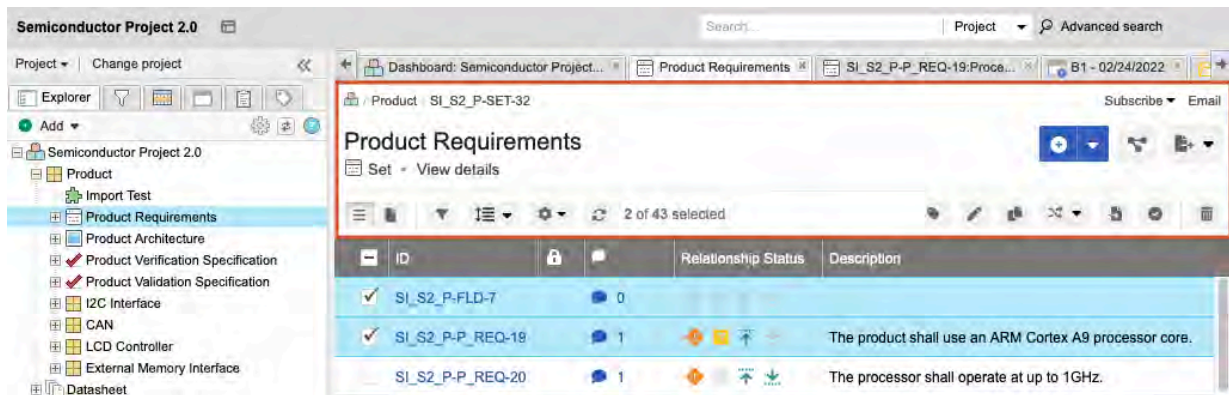 Semiconductor Project 2.0
Search...
Project
Advanced search
Project
Change project
Dashboard: Semiconductor Project...
Product Requirements
SI_S2_P-P_REQ-19:Proce...
B1 - 02/24/2022
Explorer
Add
Semiconductor Project 2.0
Product
Import Test
Product Requirements
Product Architecture
Product Verification Specification
Product Validation Specification
I2C Interface
CAN
LCD Controller
External Memory Interface
Datasheet
/ Product / SI_S2_P-SET-32
Subscribe
Email
Product Requirements
Set • View details
2 of 43 selected
ID Relationship Status Description
SI_S2_P-FLD-7 0
SI_S2_P-P_REQ-19 1 The product shall use an ARM Cortex A9 processor core.
SI_S2_P-P_REQ-20 1 The processor shall operate at up to 1GHz.